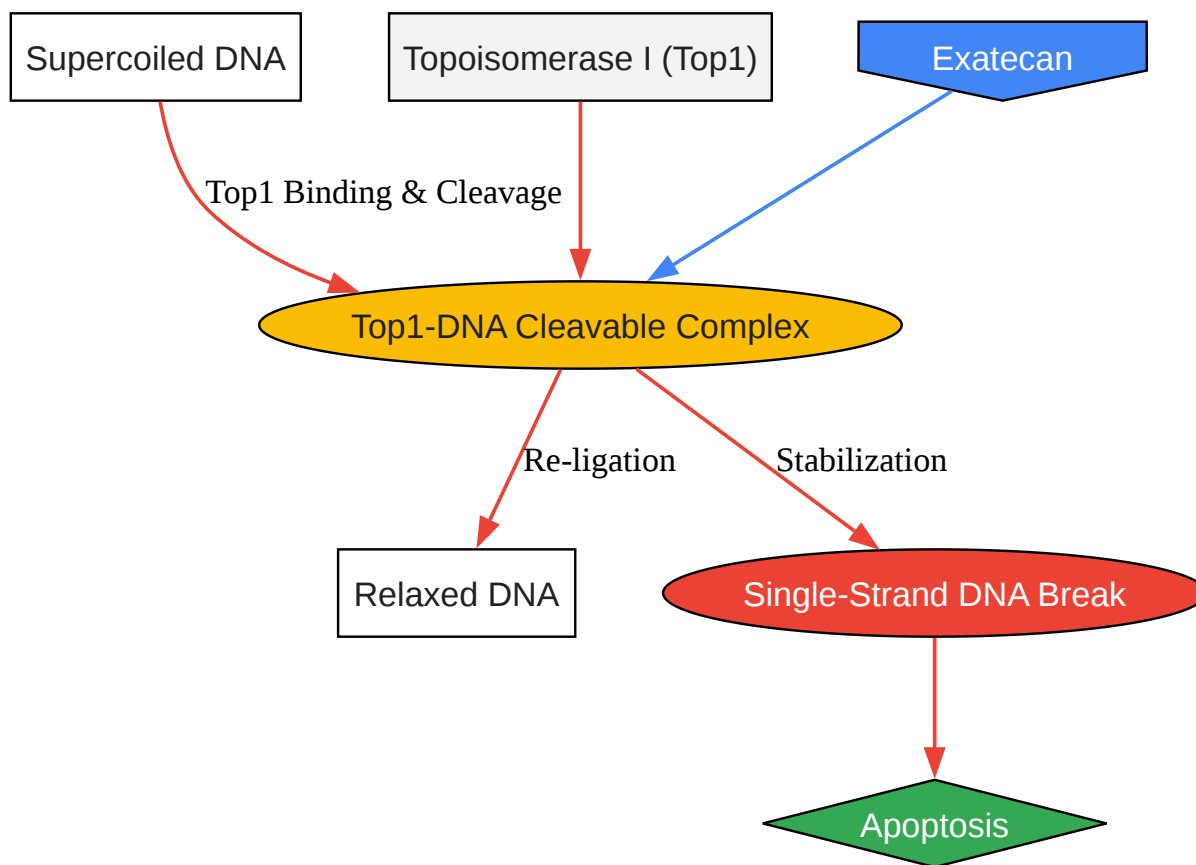 Supercoiled DNA
Topoisomerase I (Top1)
Exatecan
Top1 Binding & Cleavage
Top1-DNA Cleavable Complex
Re-ligation
Stabilization
Relaxed DNA
Single-Strand DNA Break
Apoptosis